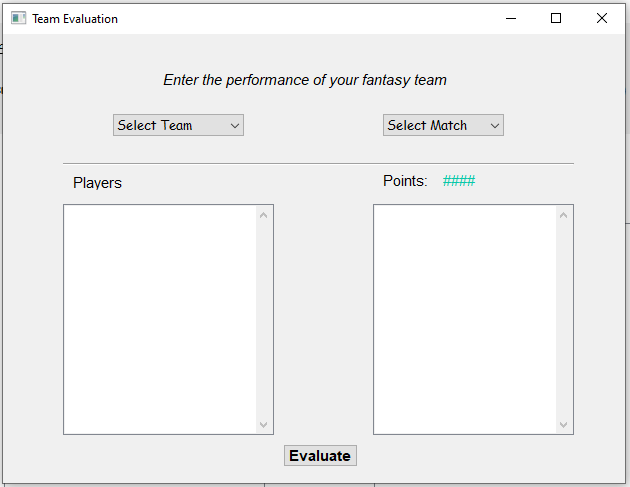 Team Evaluation
Enter the performance of your fantasy team
Select Team Select Match
Players Points: ####
Evaluate